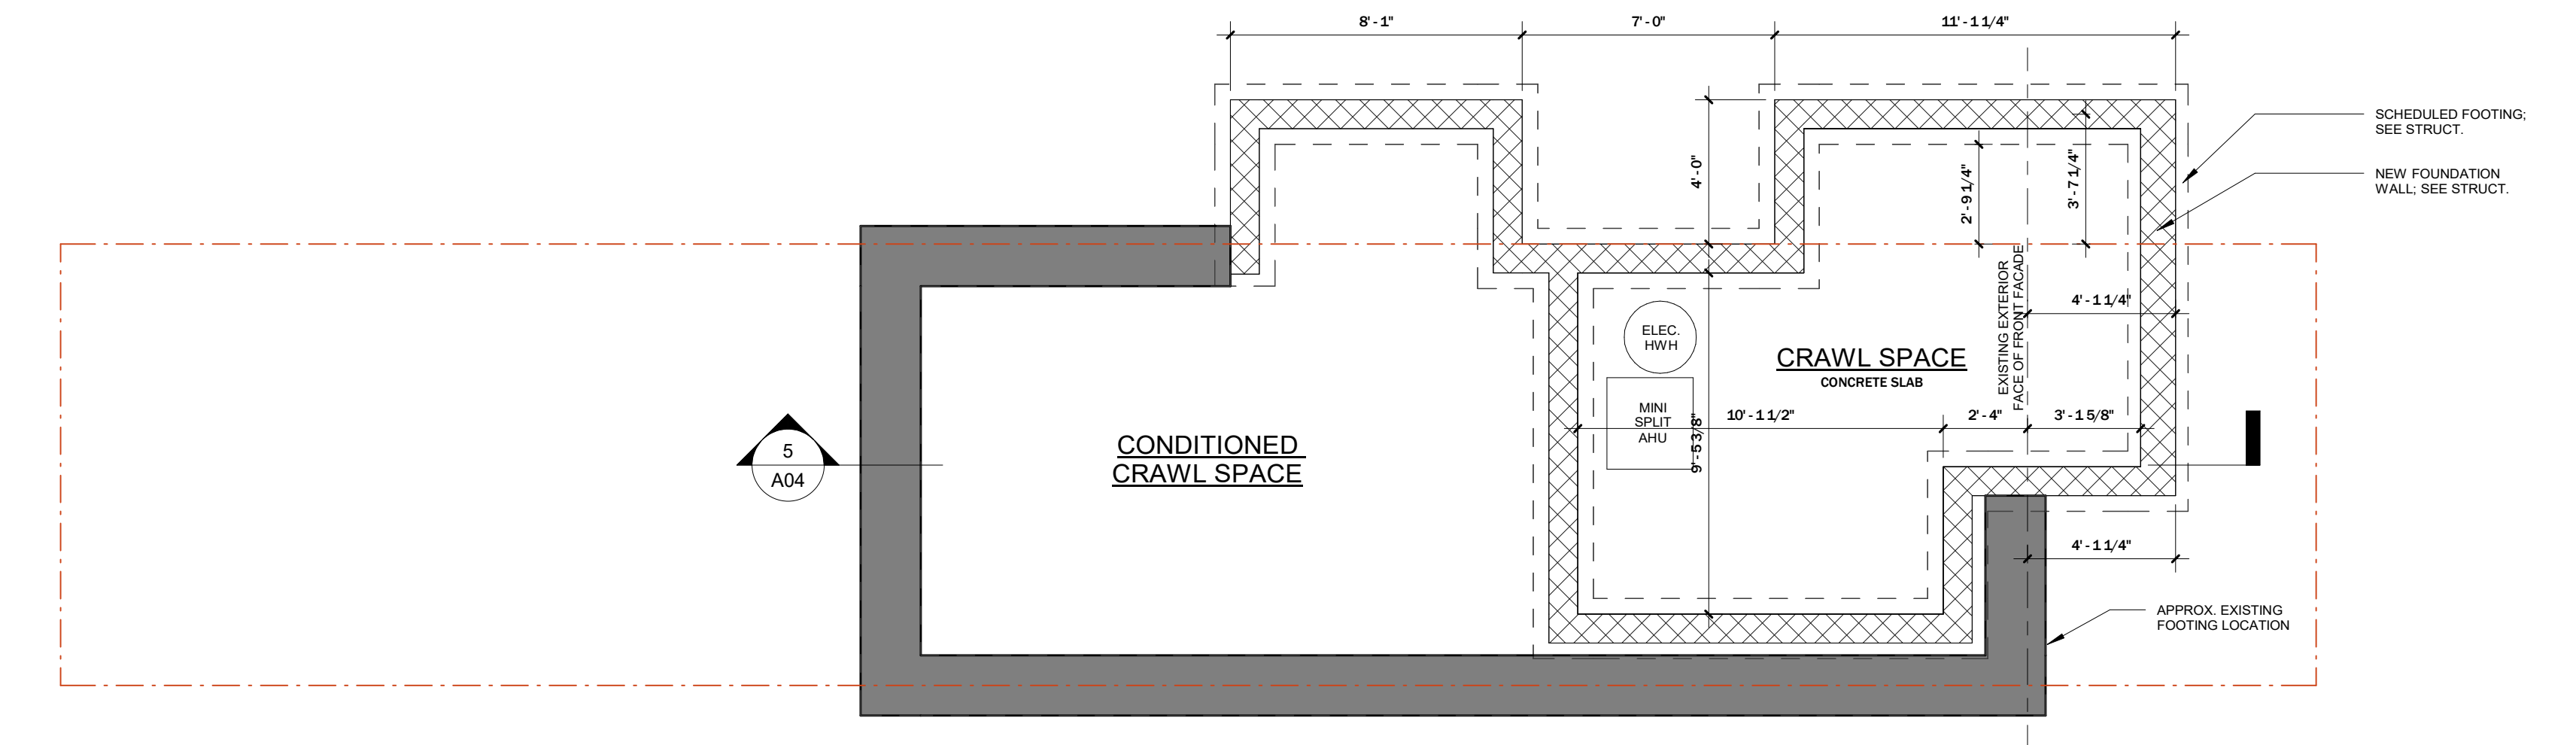 8'-1"
7'-0"
11'-1 1/4"
SCHEDULED FOOTING;
SEE STRUCT.
NEW FOUNDATION
WALL; SEE STRUCT.
4'-0"
2'-9 1/4"
3'-7 1/4"
EXISTING EXTERIOR
FACE OF FRONT FACADE
4'-1 1/4"
ELEC.
HWH
CRAWL SPACE
CONCRETE SLAB
MINI
SPLIT
AHU
9'-5 3/8"
10'-1 1/2"
2'-4"
3'-1 5/8"
CONDITIONED
CRAWL SPACE
5
A04
4'-1 1/4"
APPROX. EXISTING
FOOTING LOCATION